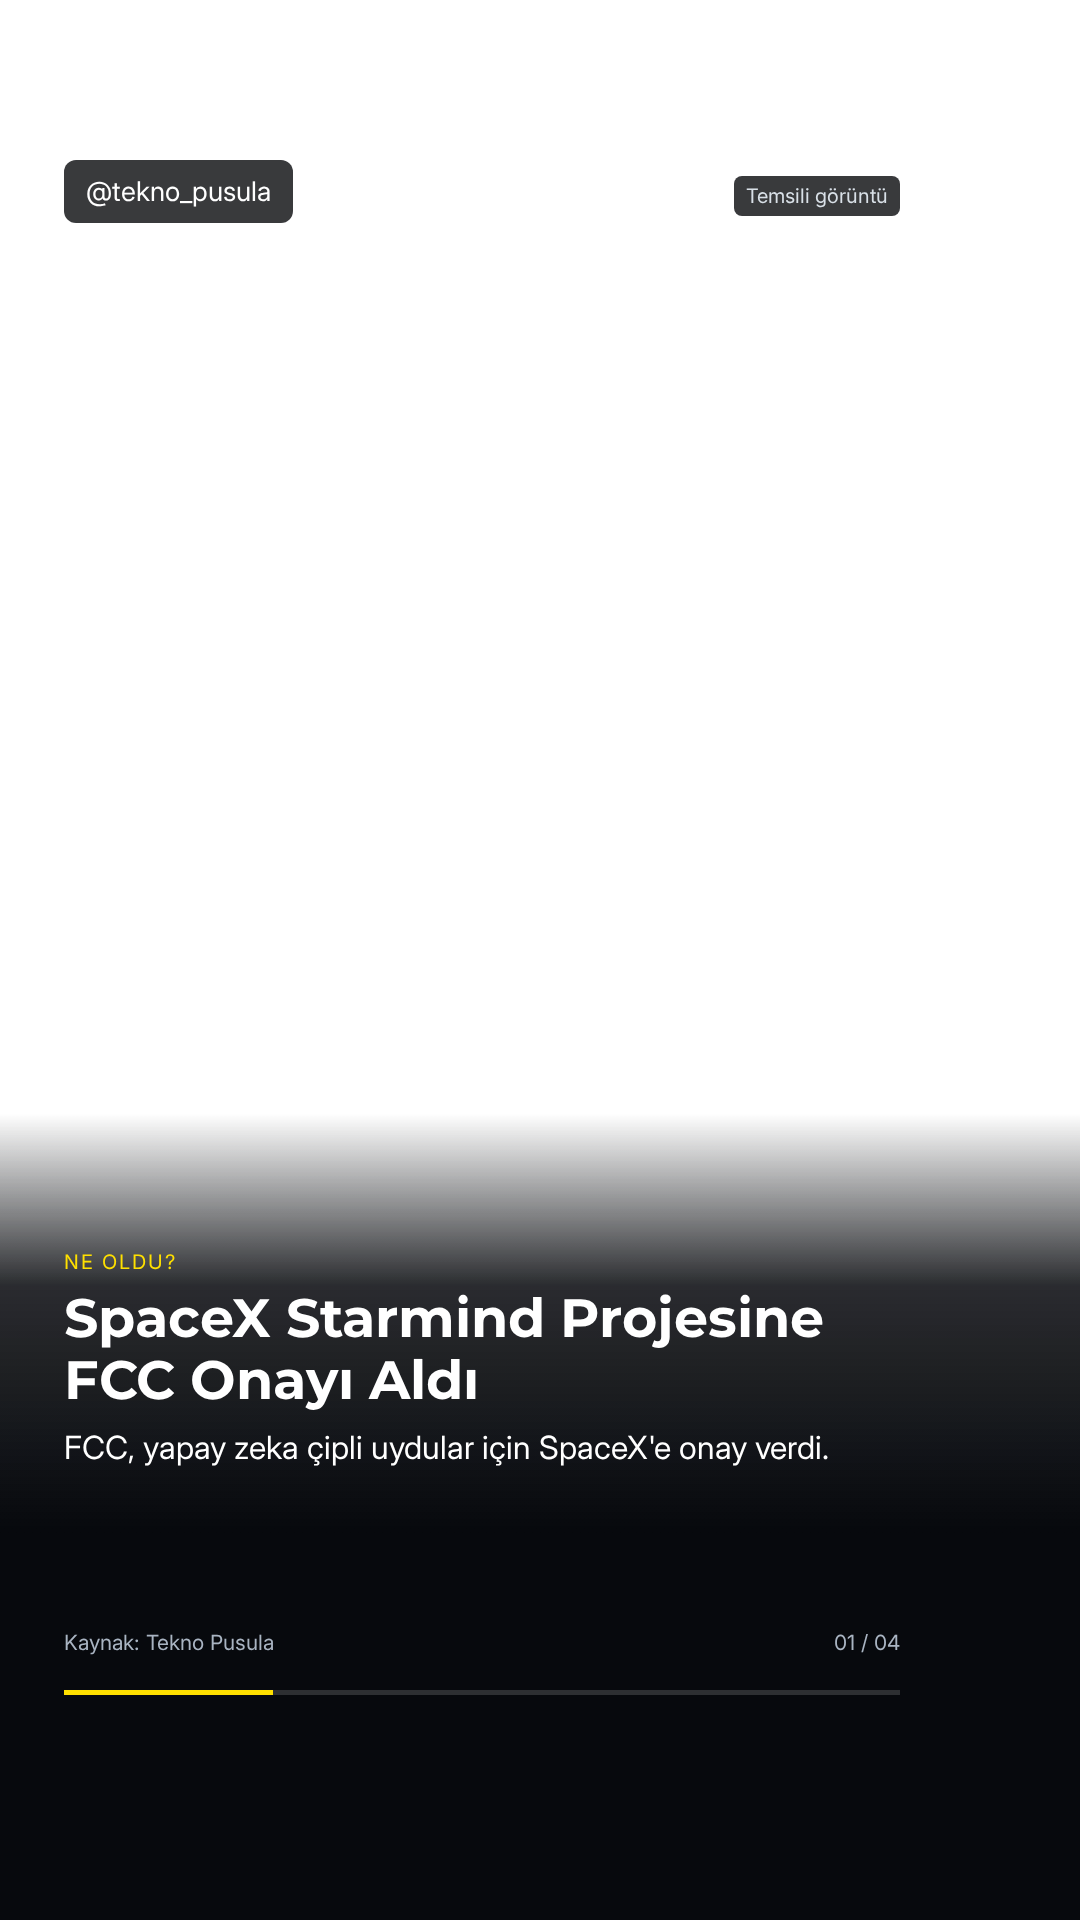 @tekno_pusula
Temsili görüntü
NE OLDU?
SpaceX Starmind Projesine
FCC Onayı Aldı
FCC, yapay zeka çipli uydular için SpaceX'e onay verdi.
Kaynak: Tekno Pusula
01 / 04